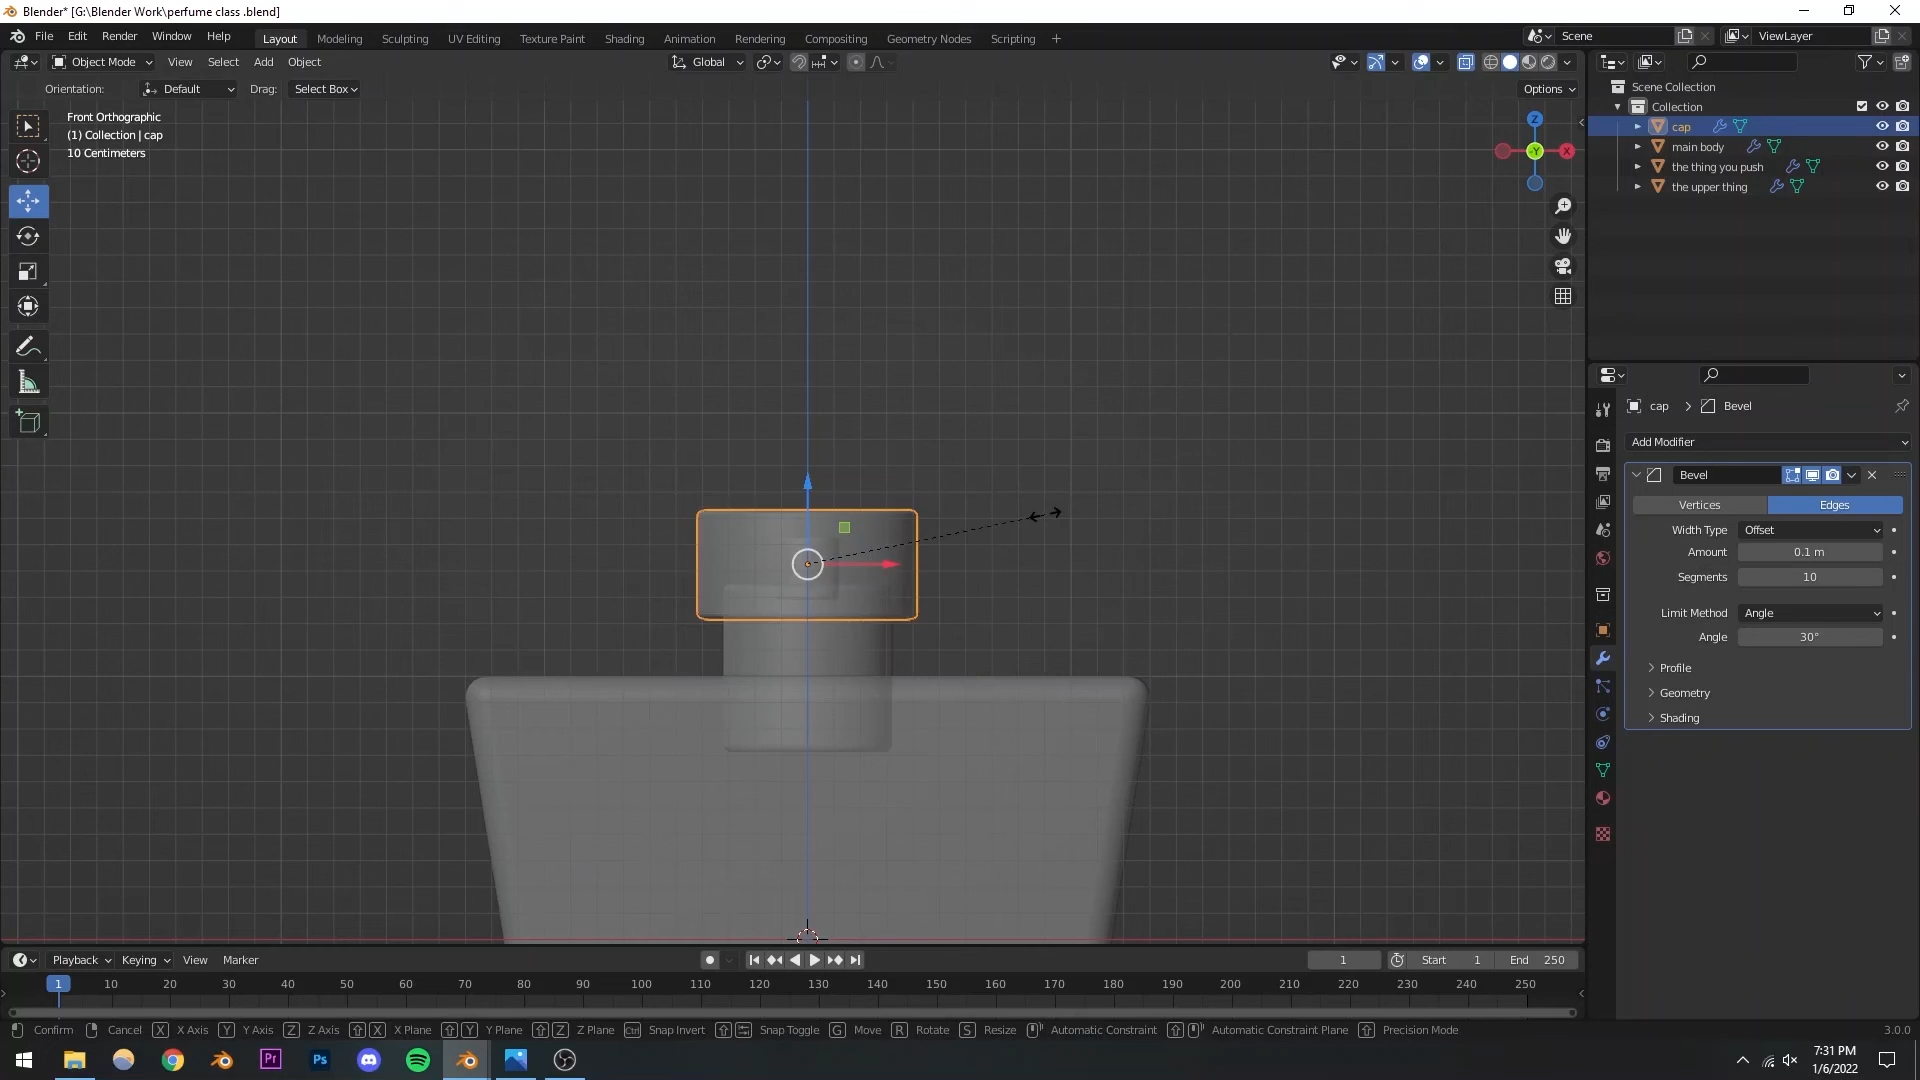 Blender* [G:\Blender Work\perfume class .blend]
File Edit Render Window Help Layout Modeling Sculpting UV Editing Texture Paint Shading Animation Rendering Compositing Geometry Nodes Scripting + Scene ViewLayer
Object Mode View Select Add Object Global
Orientation: Default Drag: Select Box Options
Front Orthographic
(1) Collection | cap
10 Centimeters
Z
-Y X
Scene Collection
Collection
cap
main body
the thing you push
the upper thing
cap > Bevel
Add Modifier
Bevel
Vertices Edges
Width Type Offset
Amount 0.1 m
Segments 10
Limit Method Angle
Angle 30°
Profile
Geometry
Shading
Playback Keying View Marker 1 Start 1 End 250
1 10 20 30 40 50 60 70 80 90 100 110 120 130 140 150 160 170 180 190 200 210 220 230 240 250
Confirm Cancel X X Axis Y Y Axis Z Z Axis X X Plane Y Y Plane Z Z Plane Ctrl Snap Invert Snap Toggle G Move R Rotate S Resize Automatic Constraint Automatic Constraint Plane Precision Mode 3.0.0
Pr Ps
7:31 PM
1/6/2022